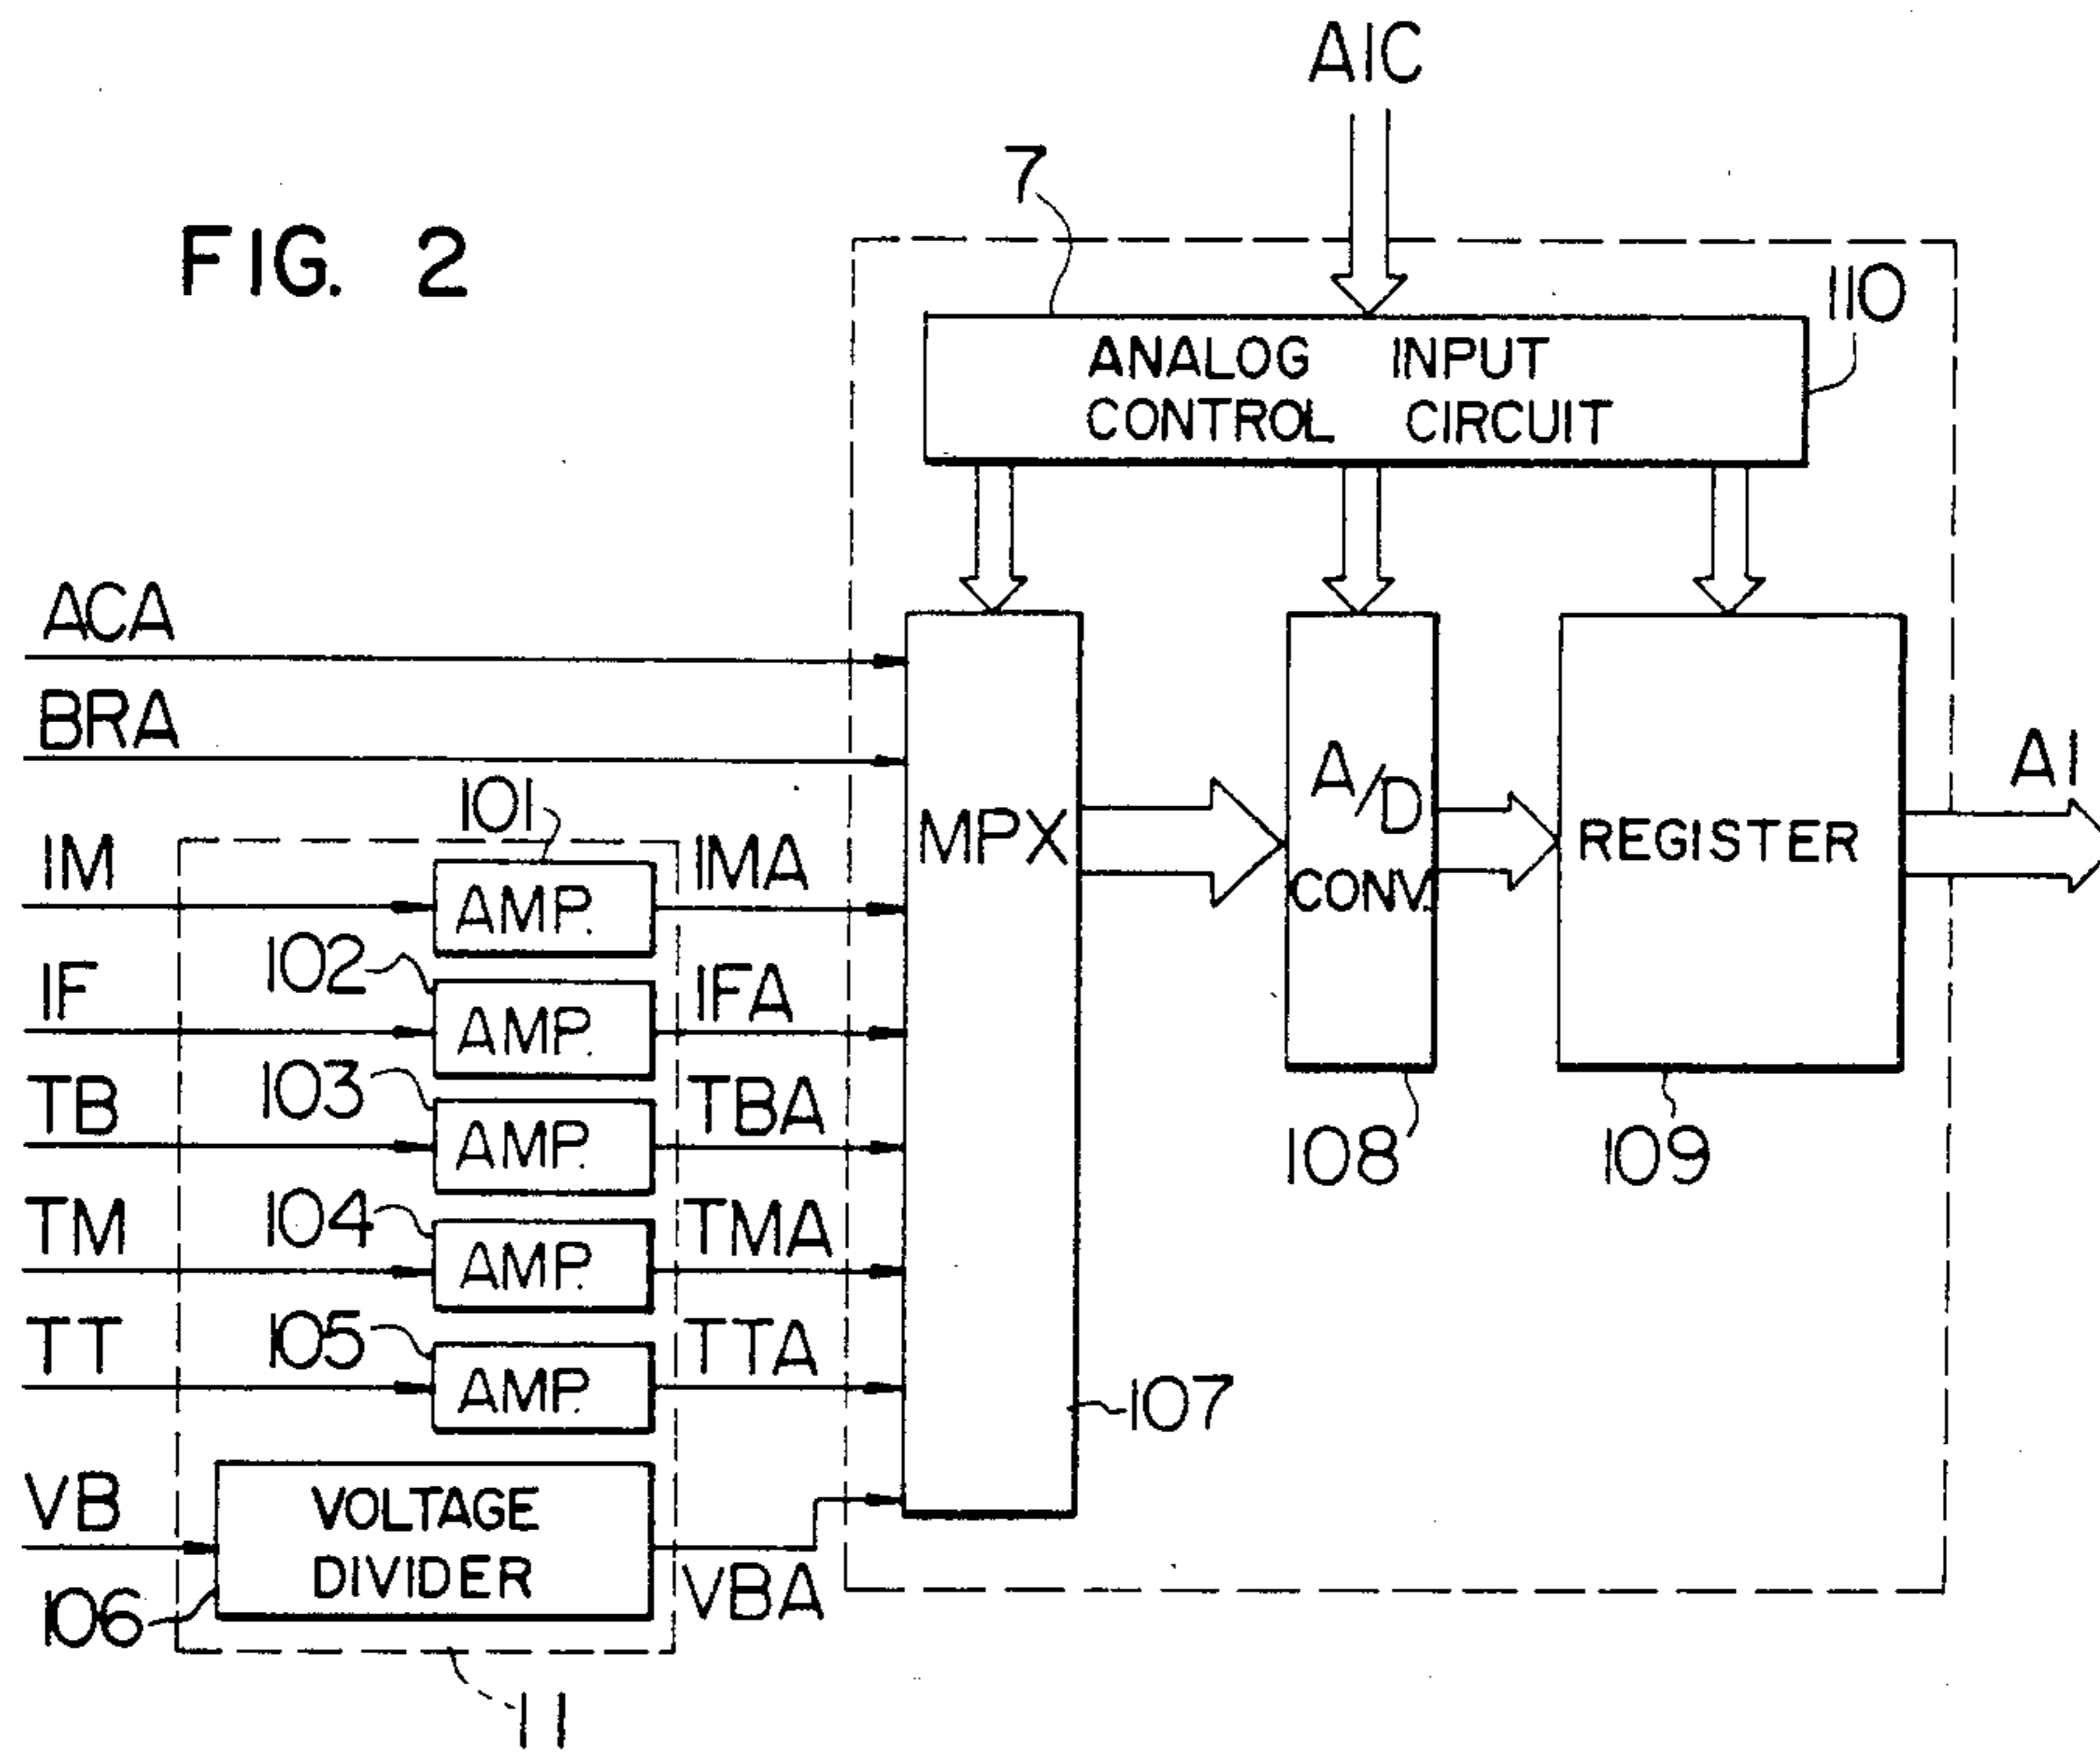 AIC
7
FIG. 2
110
ANALOG INPUT
CONTROL CIRCUIT
ACA
BRA
101
IM
AMP.
IMA
MPX
A/D
CONV.
REGISTER
AI
102
IF
AMP.
IFA
103
TB
AMP.
TBA
108
109
104
TM
AMP.
TMA
105
TT
AMP.
TTA
107
VB
VOLTAGE
DIVIDER
VBA
106
11